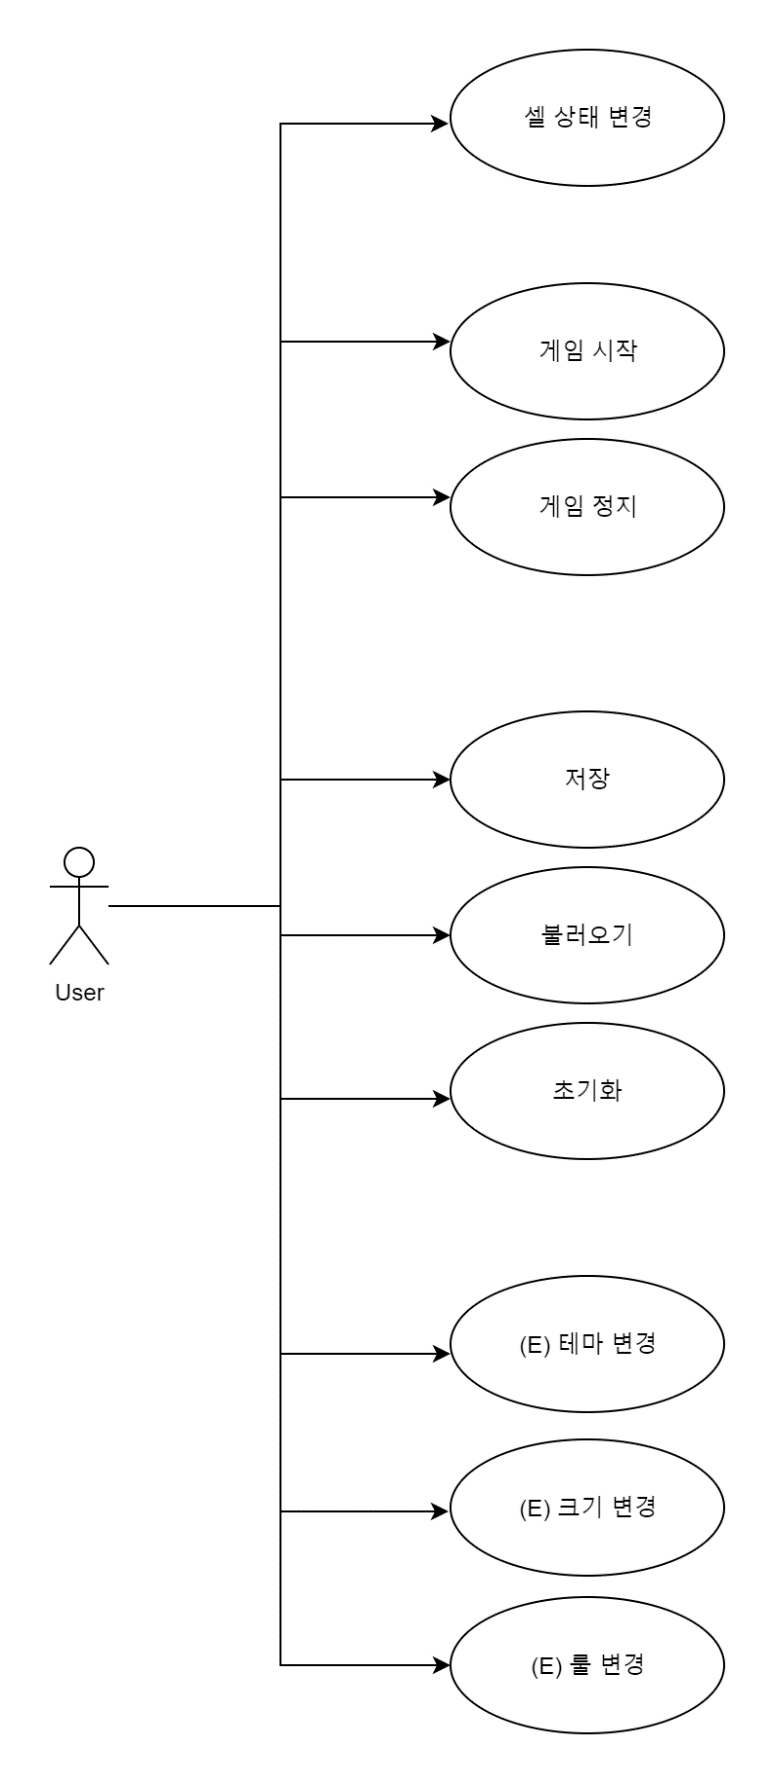 셀 상태 변경
게임 시작
게임 정지
저장
불러오기
User
초기화
(E) 테마 변경
(E) 크기 변경
(E) 룰 변경